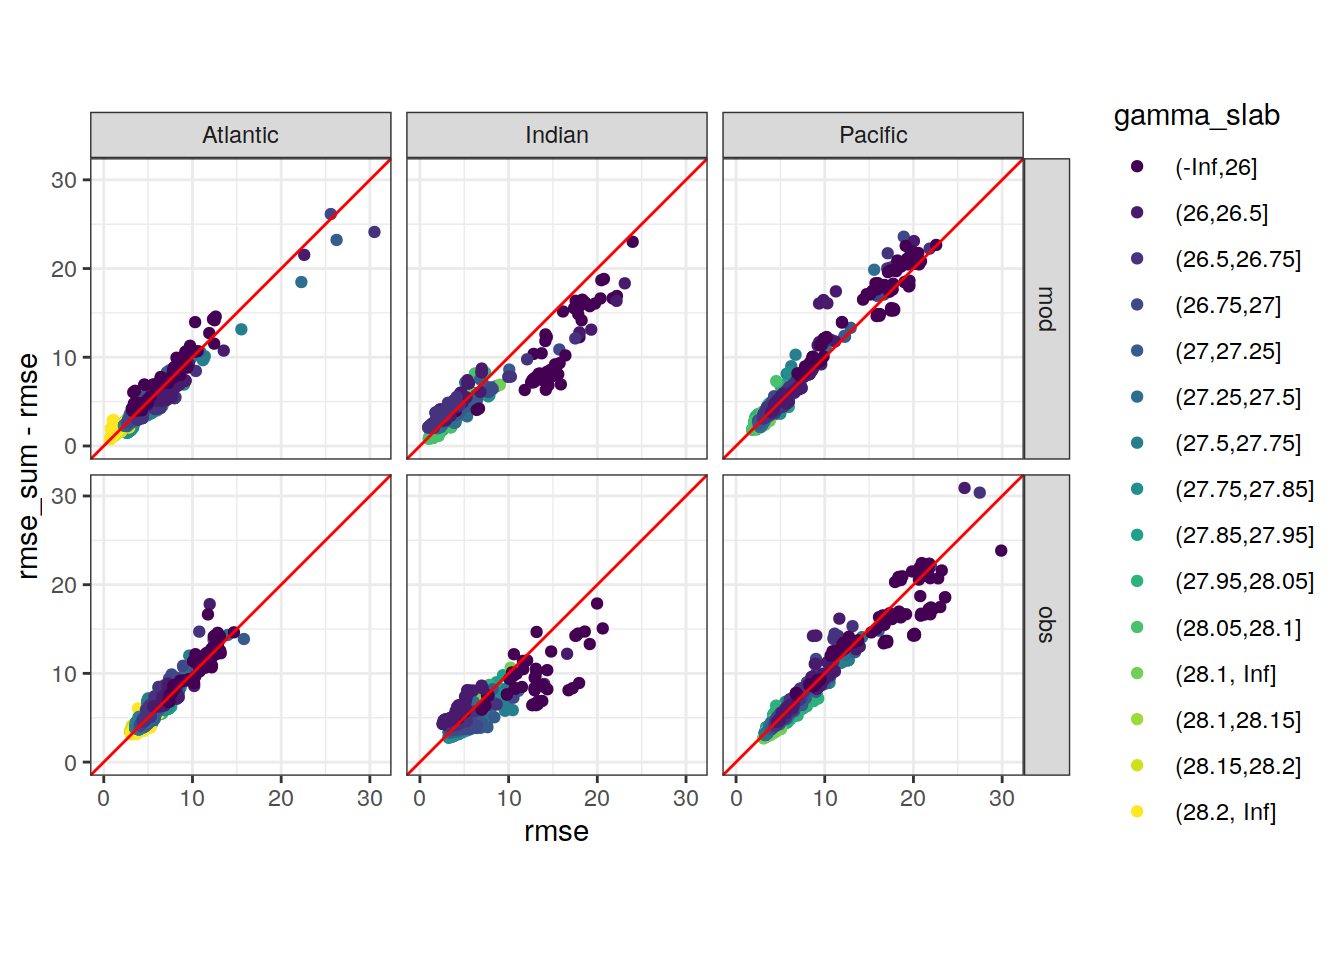 Atlantic
Indian
Pacific
gamma_slab
(-Inf,26]
(26,26.5]
(26.5,26.75]
(26.75,27]
(27,27.25]
(27.25,27.5]
(27.5,27.75]
(27.75,27.85]
(27.85,27.95]
(27.95,28.05]
(28.05,28.1]
(28.1, Inf]
(28.1,28.15]
(28.15,28.2]
(28.2, Inf]
30
20
10
0
mod
30
20
10
0
obs
rmse_sum - rmse
0 10 20 30
0 10 20 30
0 10 20 30
rmse